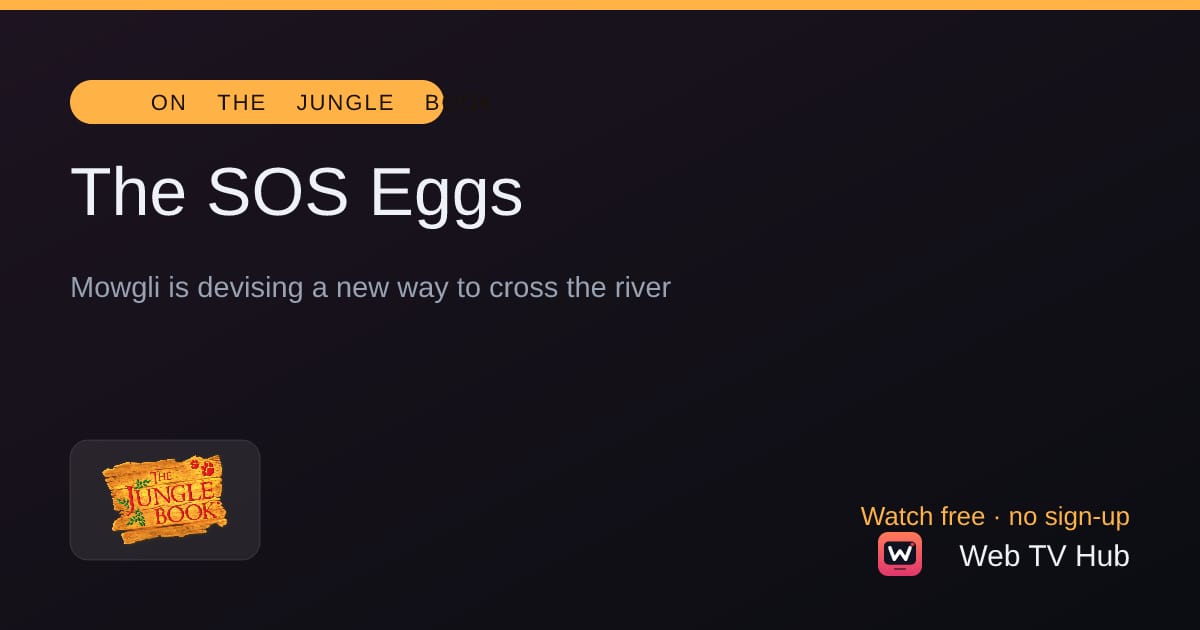 ON THE JUNGLE BOOK
The SOS Eggs
Mowgli is devising a new way to cross the river
THE
JUNGLE
BOOK
Watch free · no sign-up
W
Web TV Hub